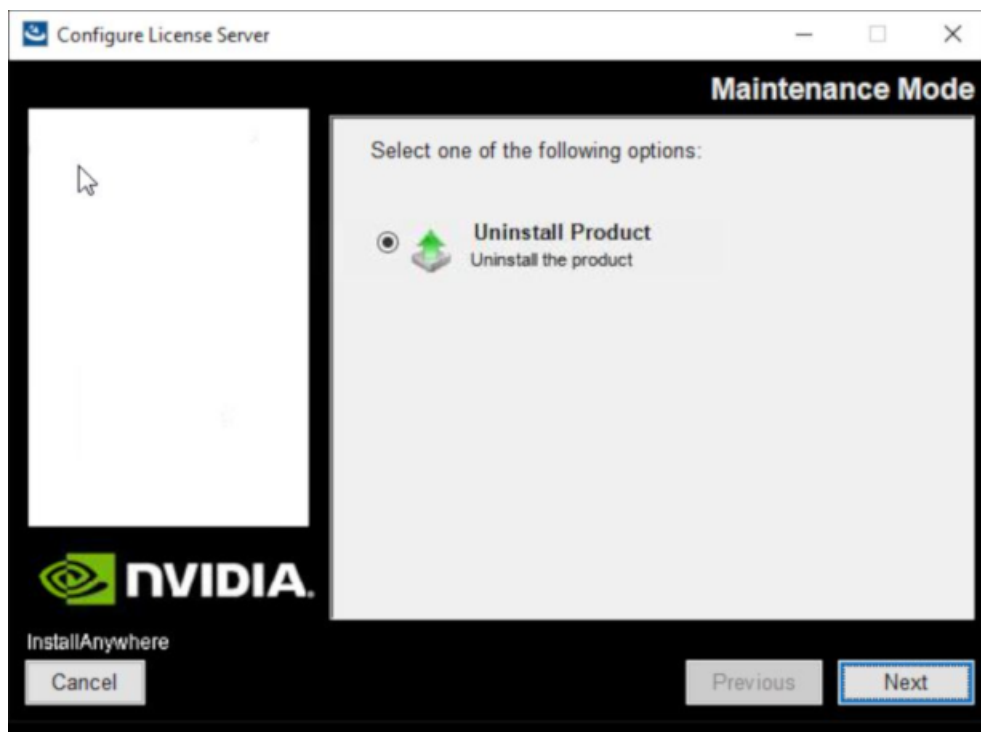 Configure License Server
Maintenance Mode
Select one of the following options:
Uninstall Product
Uninstall the product
NVIDIA.
InstallAnywhere
Cancel
Previous
Next